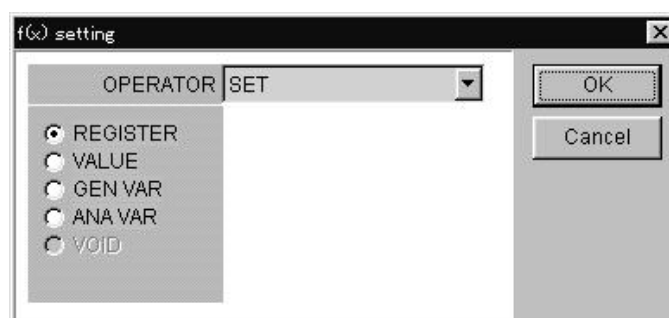 f(x) setting
OPERATOR SET
OK
REGISTER
Cancel
VALUE
GEN VAR
ANA VAR
VOID